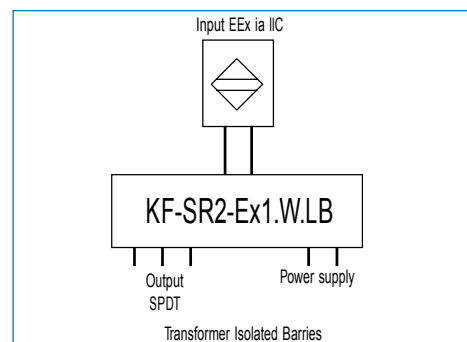 Input EEx ia IIC
KF-SR2-Ex1.W.LB
Output
SPDT
Power supply
Transformer Isolated Barries